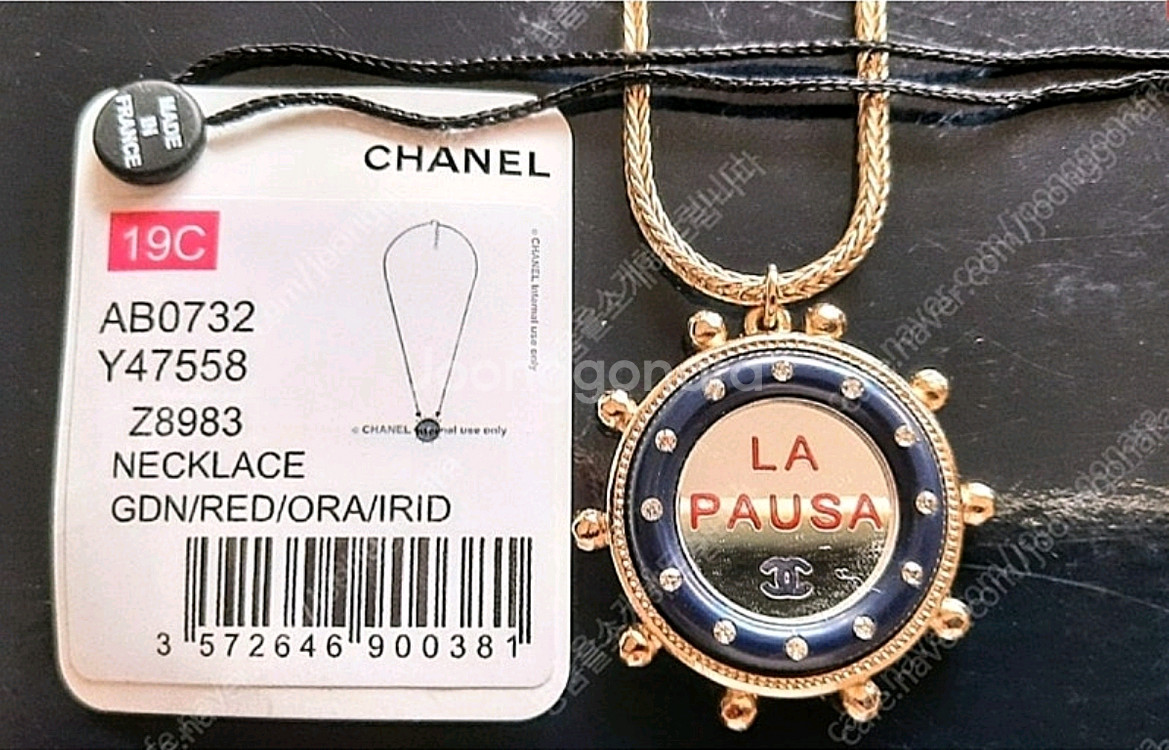 MADE
IN
FRANCE
CHANEL
19C
© CHANEL Internal use only
AB0732
Y47558
Z8983
© CHANEL Internal use only
NECKLACE
GDN/RED/ORA/IRID
3 572646 900381
LA
PAUSA
Joonggonara